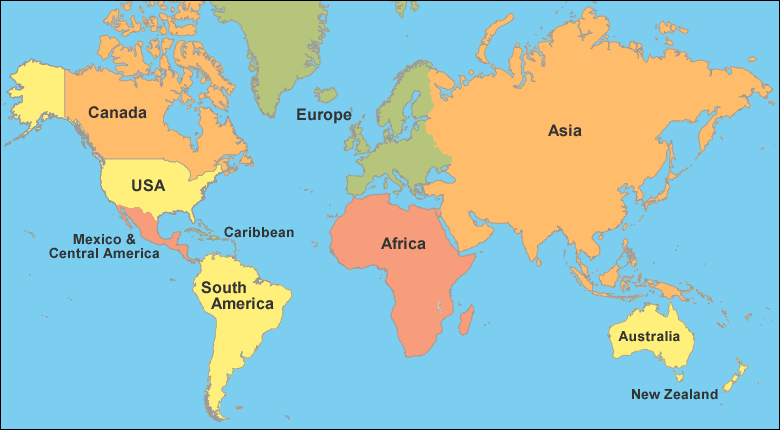 Canada
Europe
Asia
USA
Mexico &
Central America
Caribbean
Africa
South
America
Australia
New Zealand